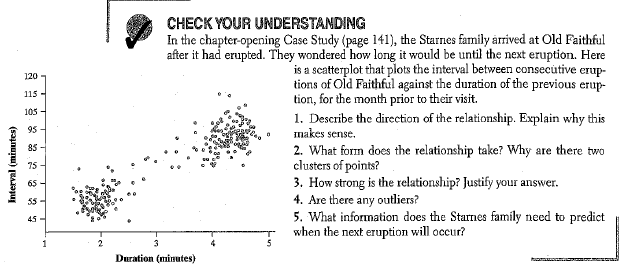 CHECK YOUR UNDERSTANDING
In the chapter-opening Case Study (page 141), the Starnes family arrived at Old Faithful
after it had erupted. They wondered how long it would be until the next eruption. Here
is a scatterplot that plots the interval between consecutive erup-
tions of Old Faithful against the duration of the previous erup-
tion, for the month prior to their visit.
1. Describe the direction of the relationship. Explain why this
makes sense.
2. What form does the relationship take? Why are there two
clusters of points?
3. How strong is the relationship? Justify your answer.
4. Are there any outliers?
5. What information does the Starnes family need to predict
when the next eruption will occur?
Interval (minutes)
120
115
105
95
85
75
65
55
45
1 2 3 4 5
Duration (minutes)